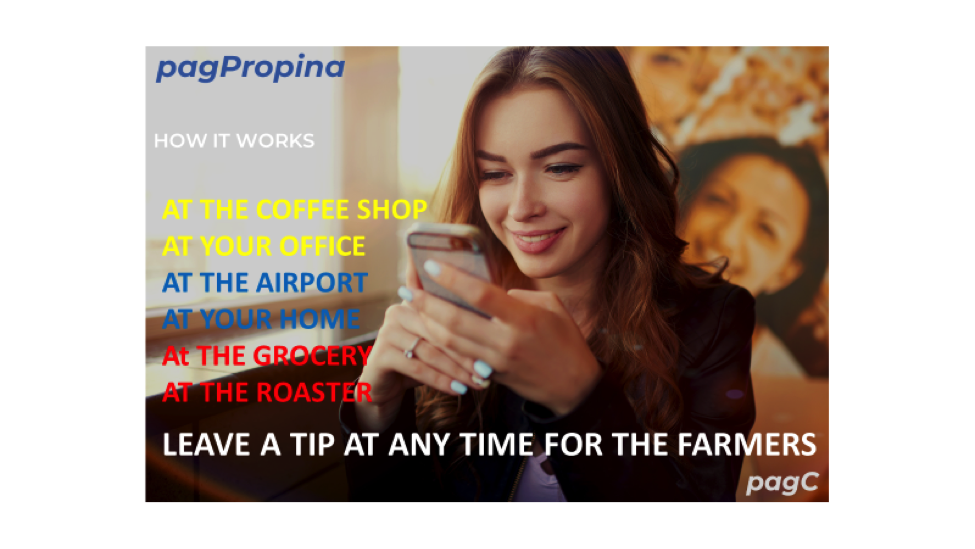 pagPropina
HOW IT WORKS
AT THE COFFEE SHOP
AT YOUR OFFICE
AT THE AIRPORT
AT YOUR HOME
At THE GROCERY
AT THE ROASTER
LEAVE A TIP AT ANY TIME FOR THE FARMERS
pagC